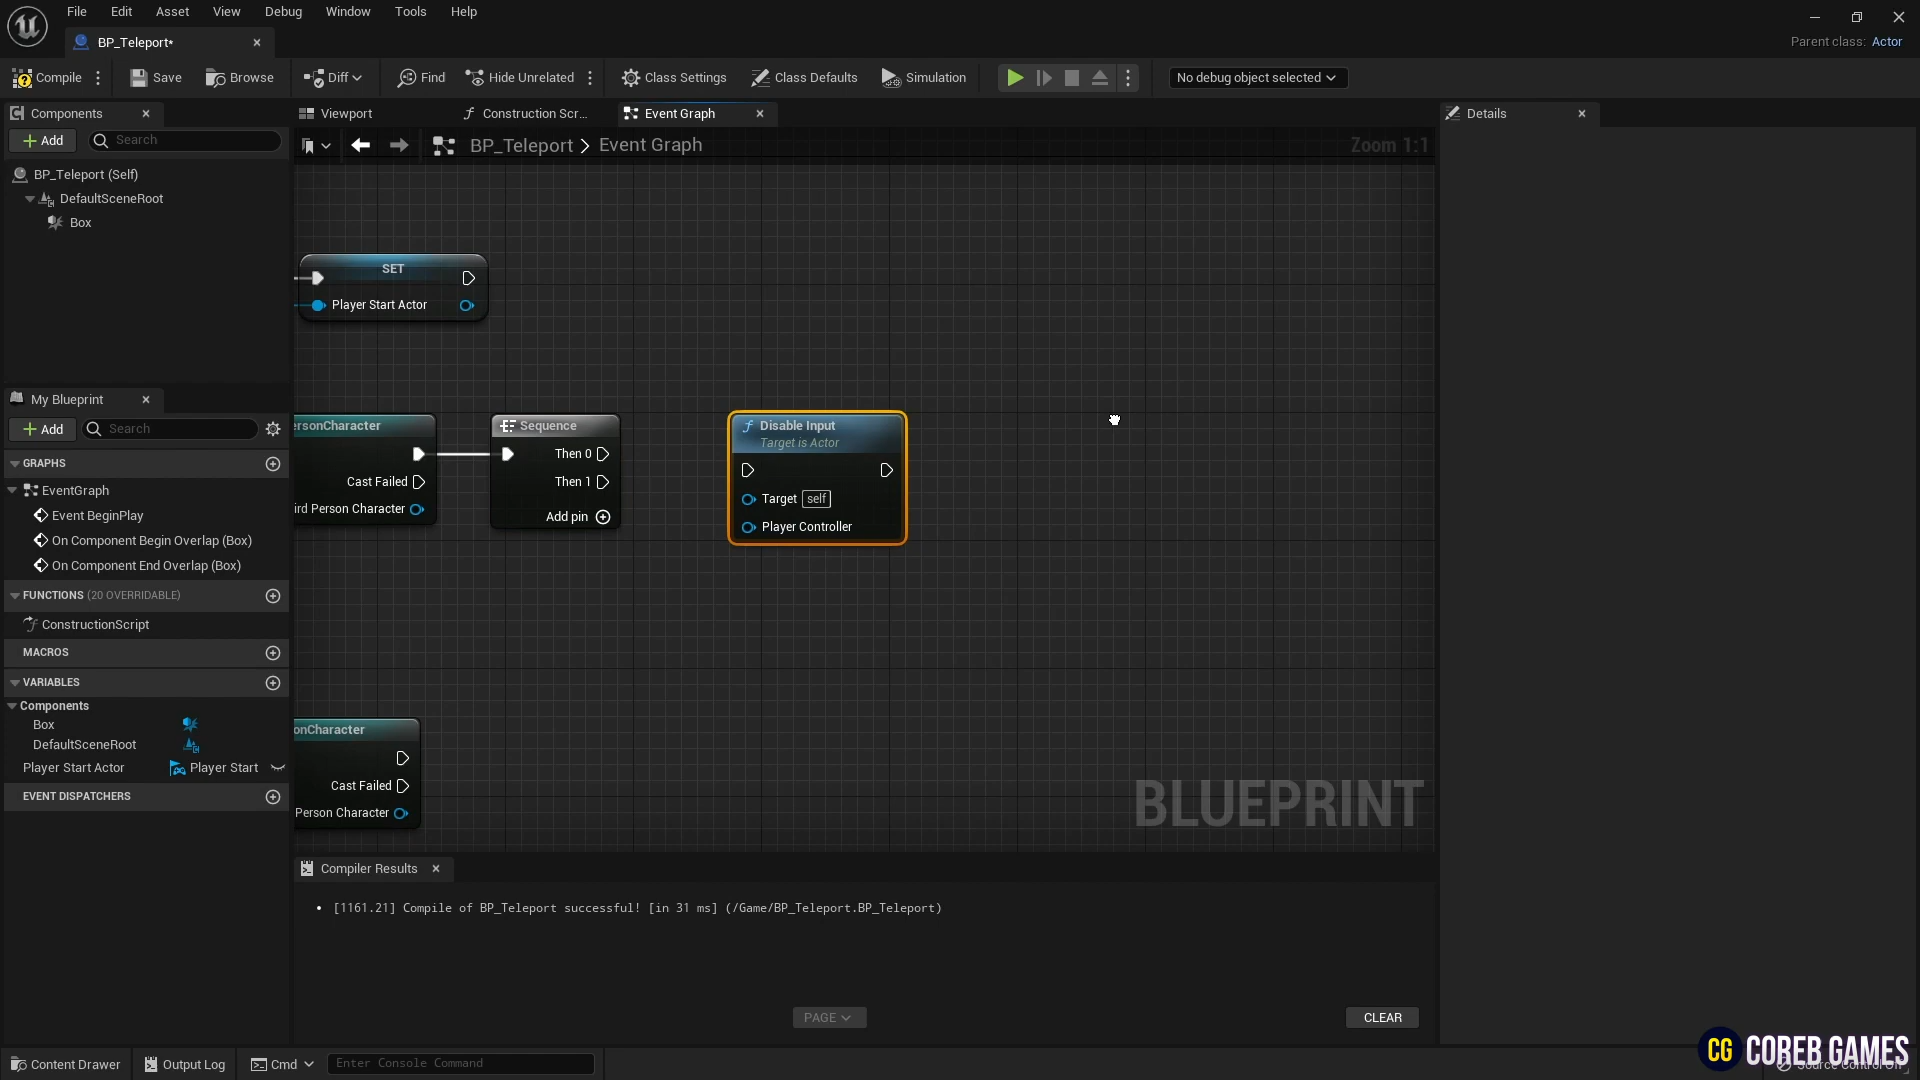 File Edit Asset View Debug Window Tools Help
BP_Teleport*
Parent class: Actor
Compile Save Browse Diff Find Hide Unrelated Class Settings Class Defaults Simulation No debug object selected
Components
Viewport Construction Scr... Event Graph
Details
Add Search
BP_Teleport > Event Graph
Zoom 1:1
BP_Teleport (Self)
DefaultSceneRoot
Box
SET
Player Start Actor
My Blueprint
Add Search
GRAPHS
EventGraph
Event BeginPlay
On Component Begin Overlap (Box)
On Component End Overlap (Box)
FUNCTIONS (20 OVERRIDABLE)
ConstructionScript
MACROS
VARIABLES
Components
Box
DefaultSceneRoot
Player Start Actor Player Start
EVENT DISPATCHERS
ersonCharacter
Cast Failed
ird Person Character
Sequence
Then 0
Then 1
Add pin
Disable Input
Target is Actor
Target self
Player Controller
onCharacter
Cast Failed
Person Character
BLUEPRINT
Compiler Results
• [1161.21] Compile of BP_Teleport successful! [in 31 ms] (/Game/BP_Teleport.BP_Teleport)
PAGE
CLEAR
Content Drawer Output Log Cmd Enter Console Command
CG COREB GAMES
Source Control Off